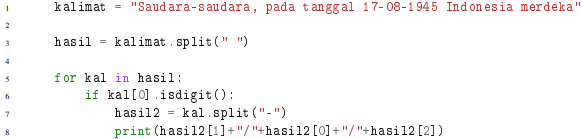 1 kalimat = "Saudara-saudara, pada tanggal 17-08-1945 Indonesia merdeka"
2
3 hasil = kalimat.split(" ")
4
5 for kal in hasil:
6     if kal[0].isdigit():
7         hasil2 = kal.split("-")
8         print(hasil2[1]+"/"+hasil2[0]+"/"+hasil2[2])